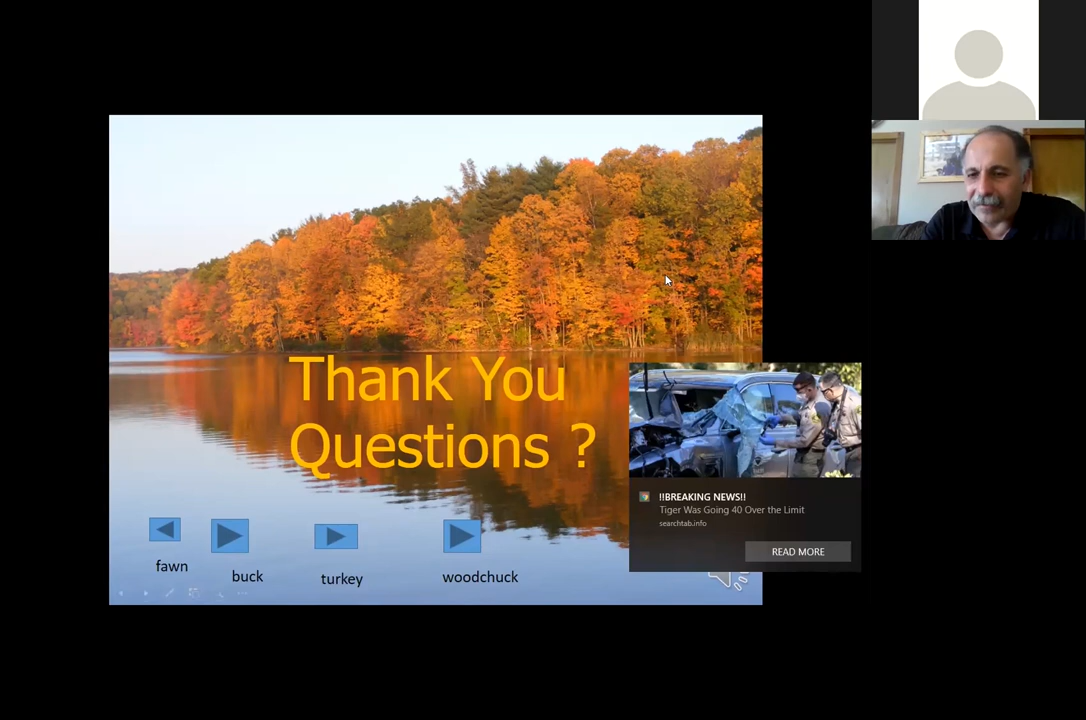 Thank You
Questions ?
fawn
buck
turkey
woodchuck
!!BREAKING NEWS!!
Tiger Was Going 40 Over the Limit
searchtab.info
READ MORE